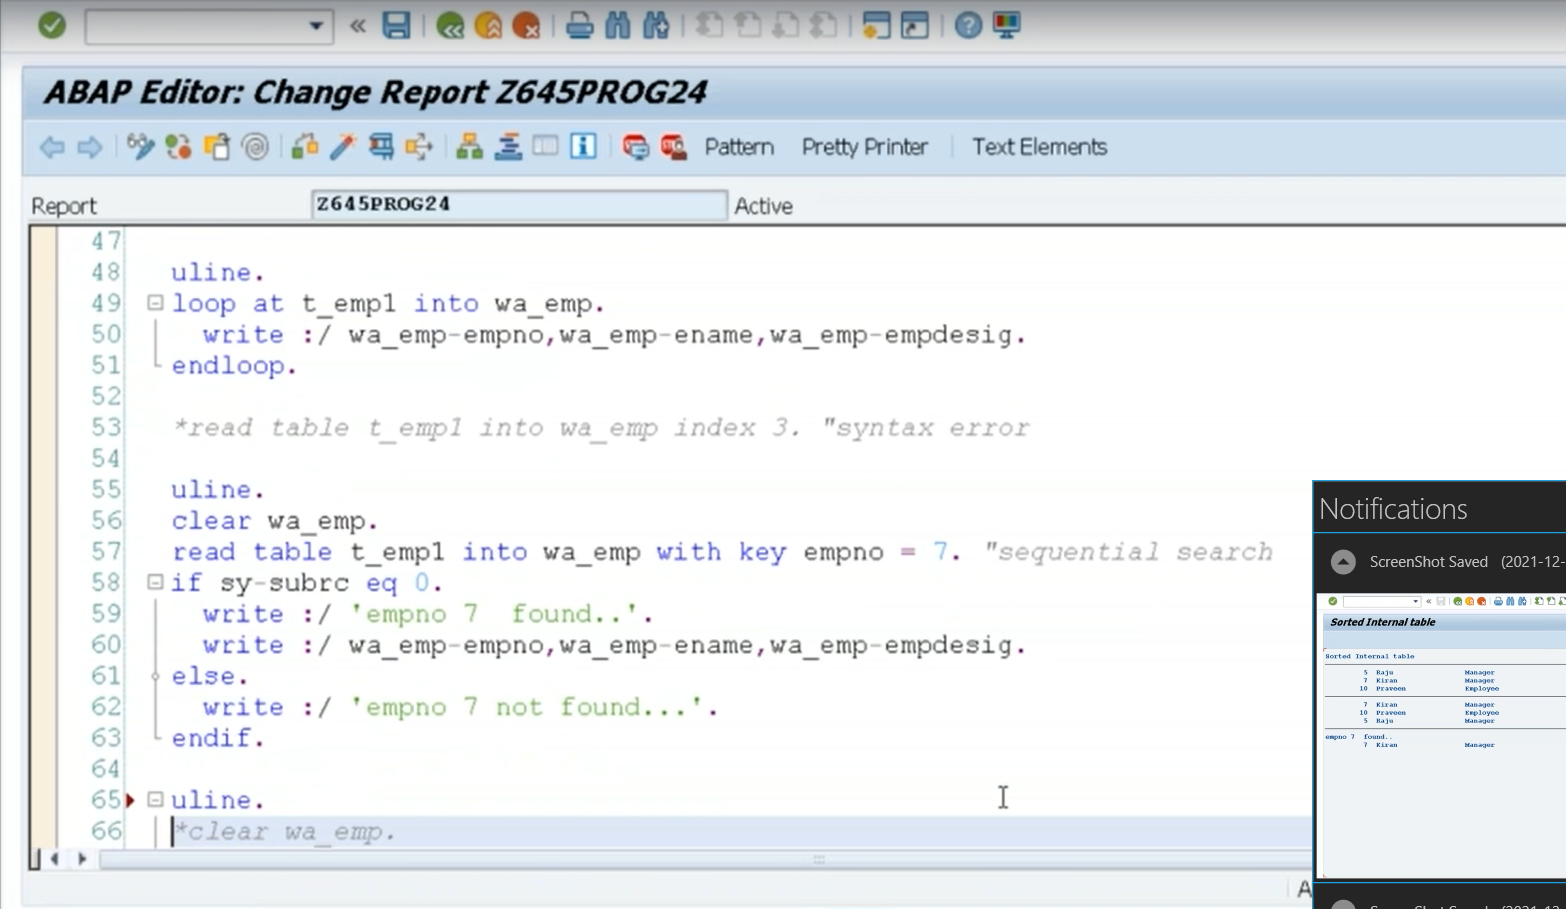 ABAP Editor: Change Report Z645PROG24
Pattern Pretty Printer Text Elements
Report Z645PROG24 Active
47
48 uline.
49 loop at t_emp1 into wa_emp.
50 write :/ wa_emp-empno,wa_emp-ename,wa_emp-empdesig.
51 endloop.
52
53 *read table t_emp1 into wa_emp index 3. "syntax error
54
55 uline.
56 clear wa_emp.
57 read table t_emp1 into wa_emp with key empno = 7. "sequential search
58 if sy-subrc eq 0.
59 write :/ 'empno 7  found..'.
60 write :/ wa_emp-empno,wa_emp-ename,wa_emp-empdesig.
61 else.
62 write :/ 'empno 7 not found...'.
63 endif.
64
65 uline.
66 *clear wa_emp.
Notifications
ScreenShot Saved (2021-12-
Sorted Internal table
Sorted Internal table
5 Raju Manager
7 Kiran Manager
10 Praveen Employee
7 Kiran Manager
10 Praveen Employee
5 Raju Manager
empno 7  found..
7 Kiran Manager